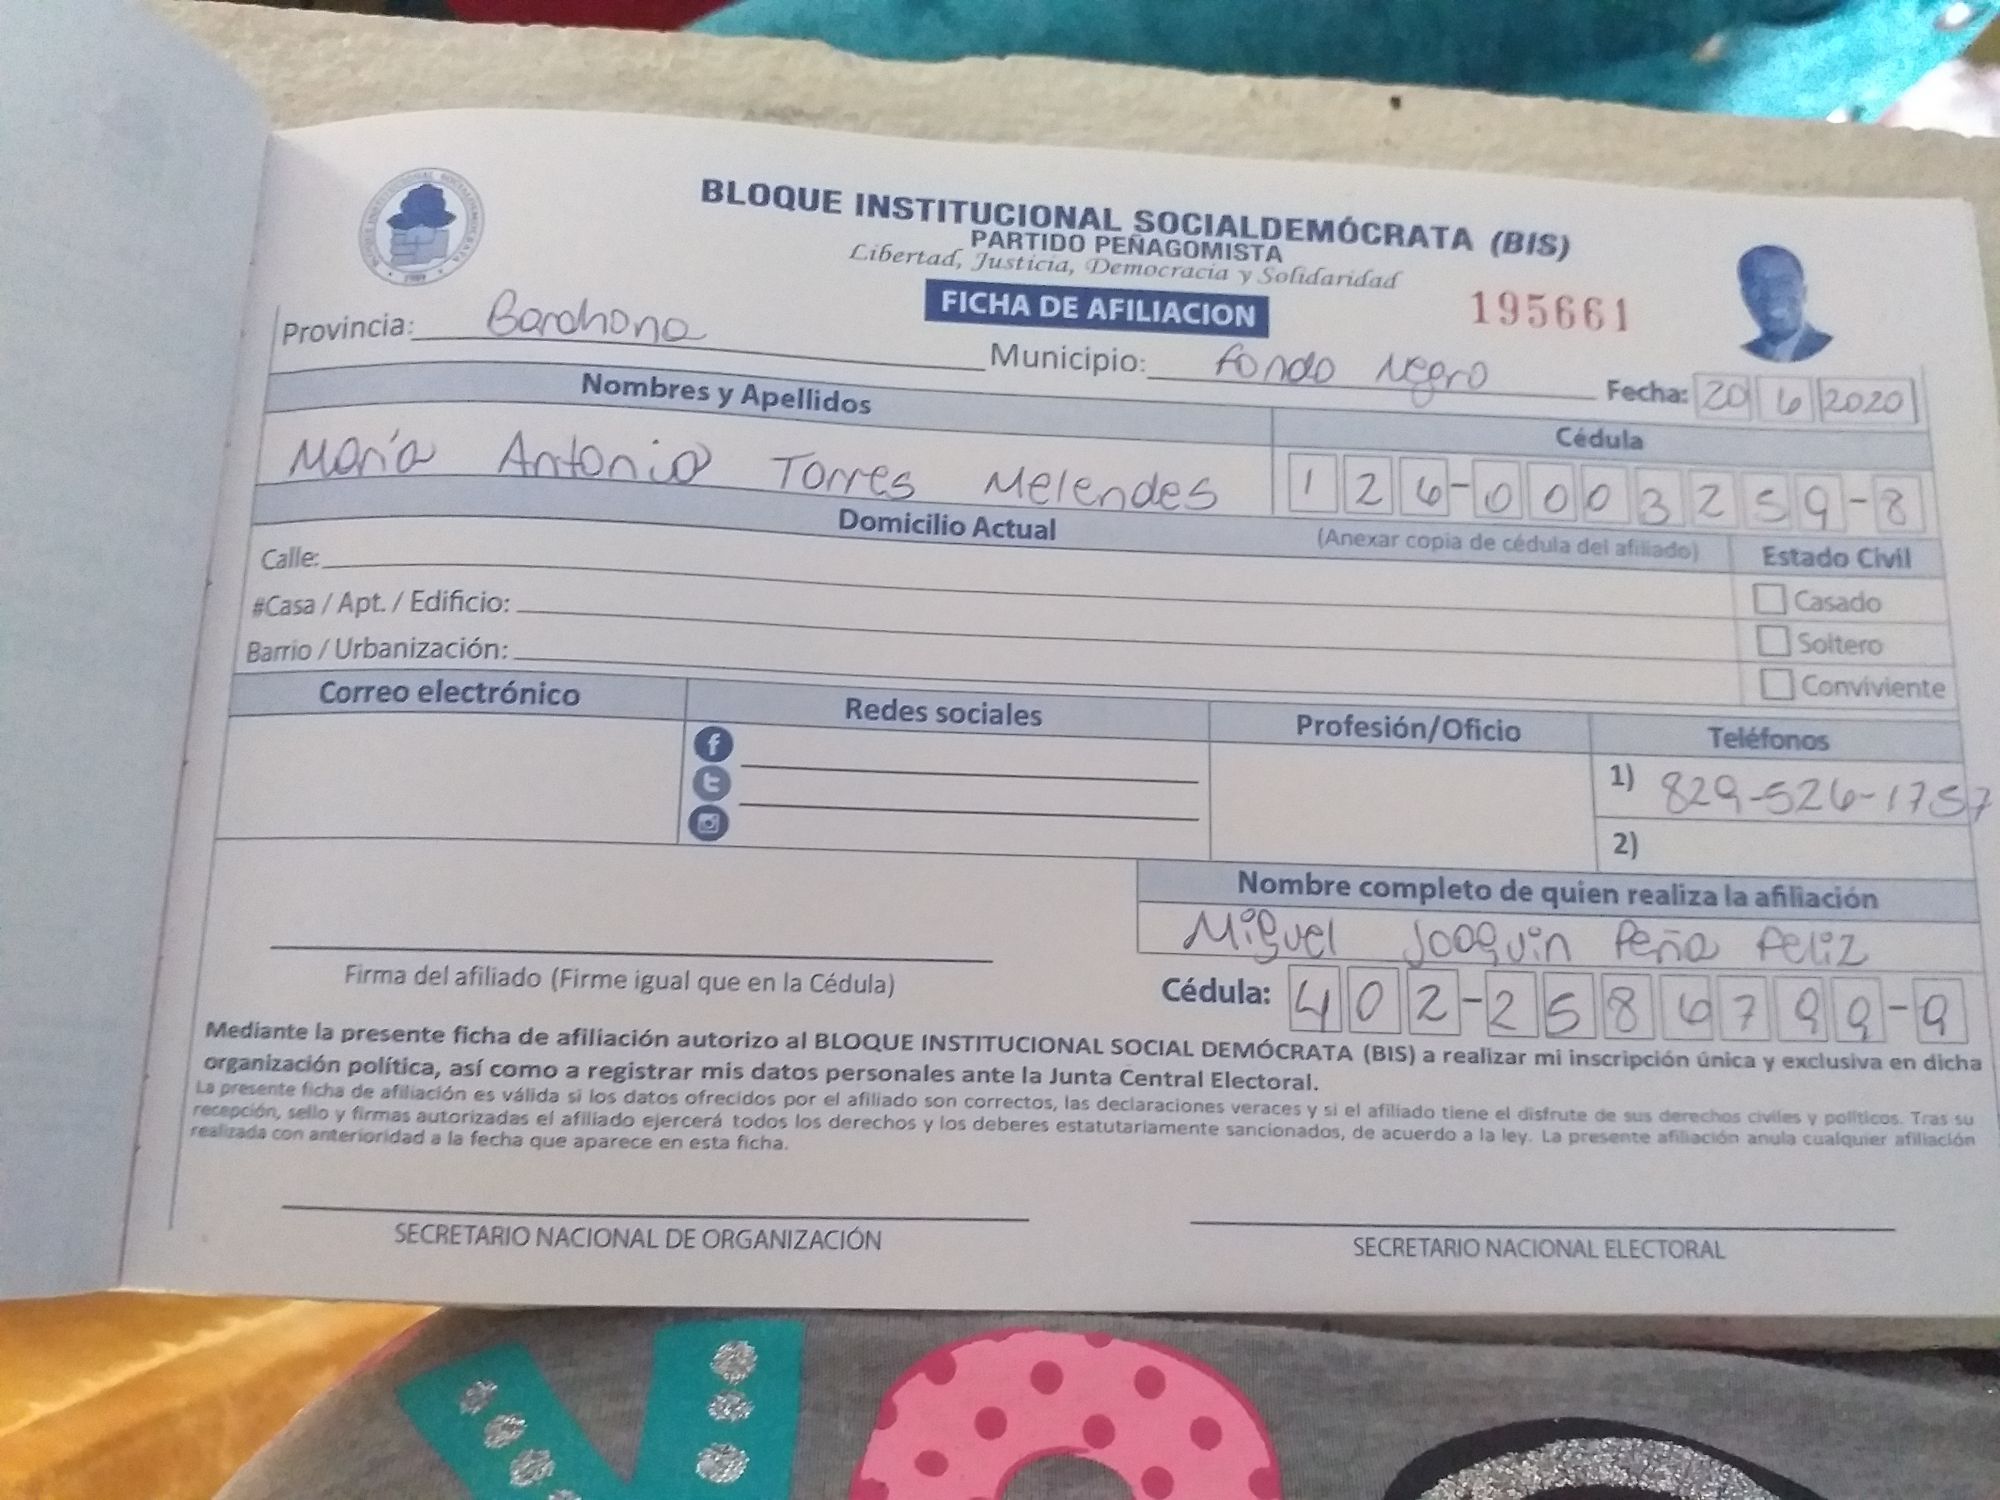 BLOQUE INSTITUCIONAL SOCIALDEMÓCRATA
1989
BLOQUE INSTITUCIONAL SOCIALDEMÓCRATA (BIS)
PARTIDO PEÑAGOMISTA
Libertad, Justicia, Democracia y Solidaridad
FICHA DE AFILIACION
195661
Provincia: Barahona Municipio: Fondo Negro Fecha: 20 6 2020
Nombres y Apellidos Cédula
María Antonia Torres Melendes 126-0003259-8
Domicilio Actual (Anexar copia de cédula del afiliado) Estado Civil
Calle:
Casado
#Casa / Apt. / Edificio:
Soltero
Barrio / Urbanización:
Conviviente
Correo electrónico Redes sociales Profesión/Oficio Teléfonos
1) 829-526-1757
2)
Nombre completo de quien realiza la afiliación
Miguel Joaquin Peña Feliz
Firma del afiliado (Firme igual que en la Cédula) Cédula: 402-2586799-9
Mediante la presente ficha de afiliación autorizo al BLOQUE INSTITUCIONAL SOCIAL DEMÓCRATA (BIS) a realizar mi inscripción única y exclusiva en dicha
organización política, así como a registrar mis datos personales ante la Junta Central Electoral.
La presente ficha de afiliación es válida si los datos ofrecidos por el afiliado son correctos, las declaraciones veraces y si el afiliado tiene el disfrute de sus derechos civiles y políticos. Tras su
recepción, sello y firmas autorizadas el afiliado ejercerá todos los derechos y los deberes estatutariamente sancionados, de acuerdo a la ley. La presente afiliación anula cualquier afiliación
realizada con anterioridad a la fecha que aparece en esta ficha.
SECRETARIO NACIONAL DE ORGANIZACIÓN SECRETARIO NACIONAL ELECTORAL